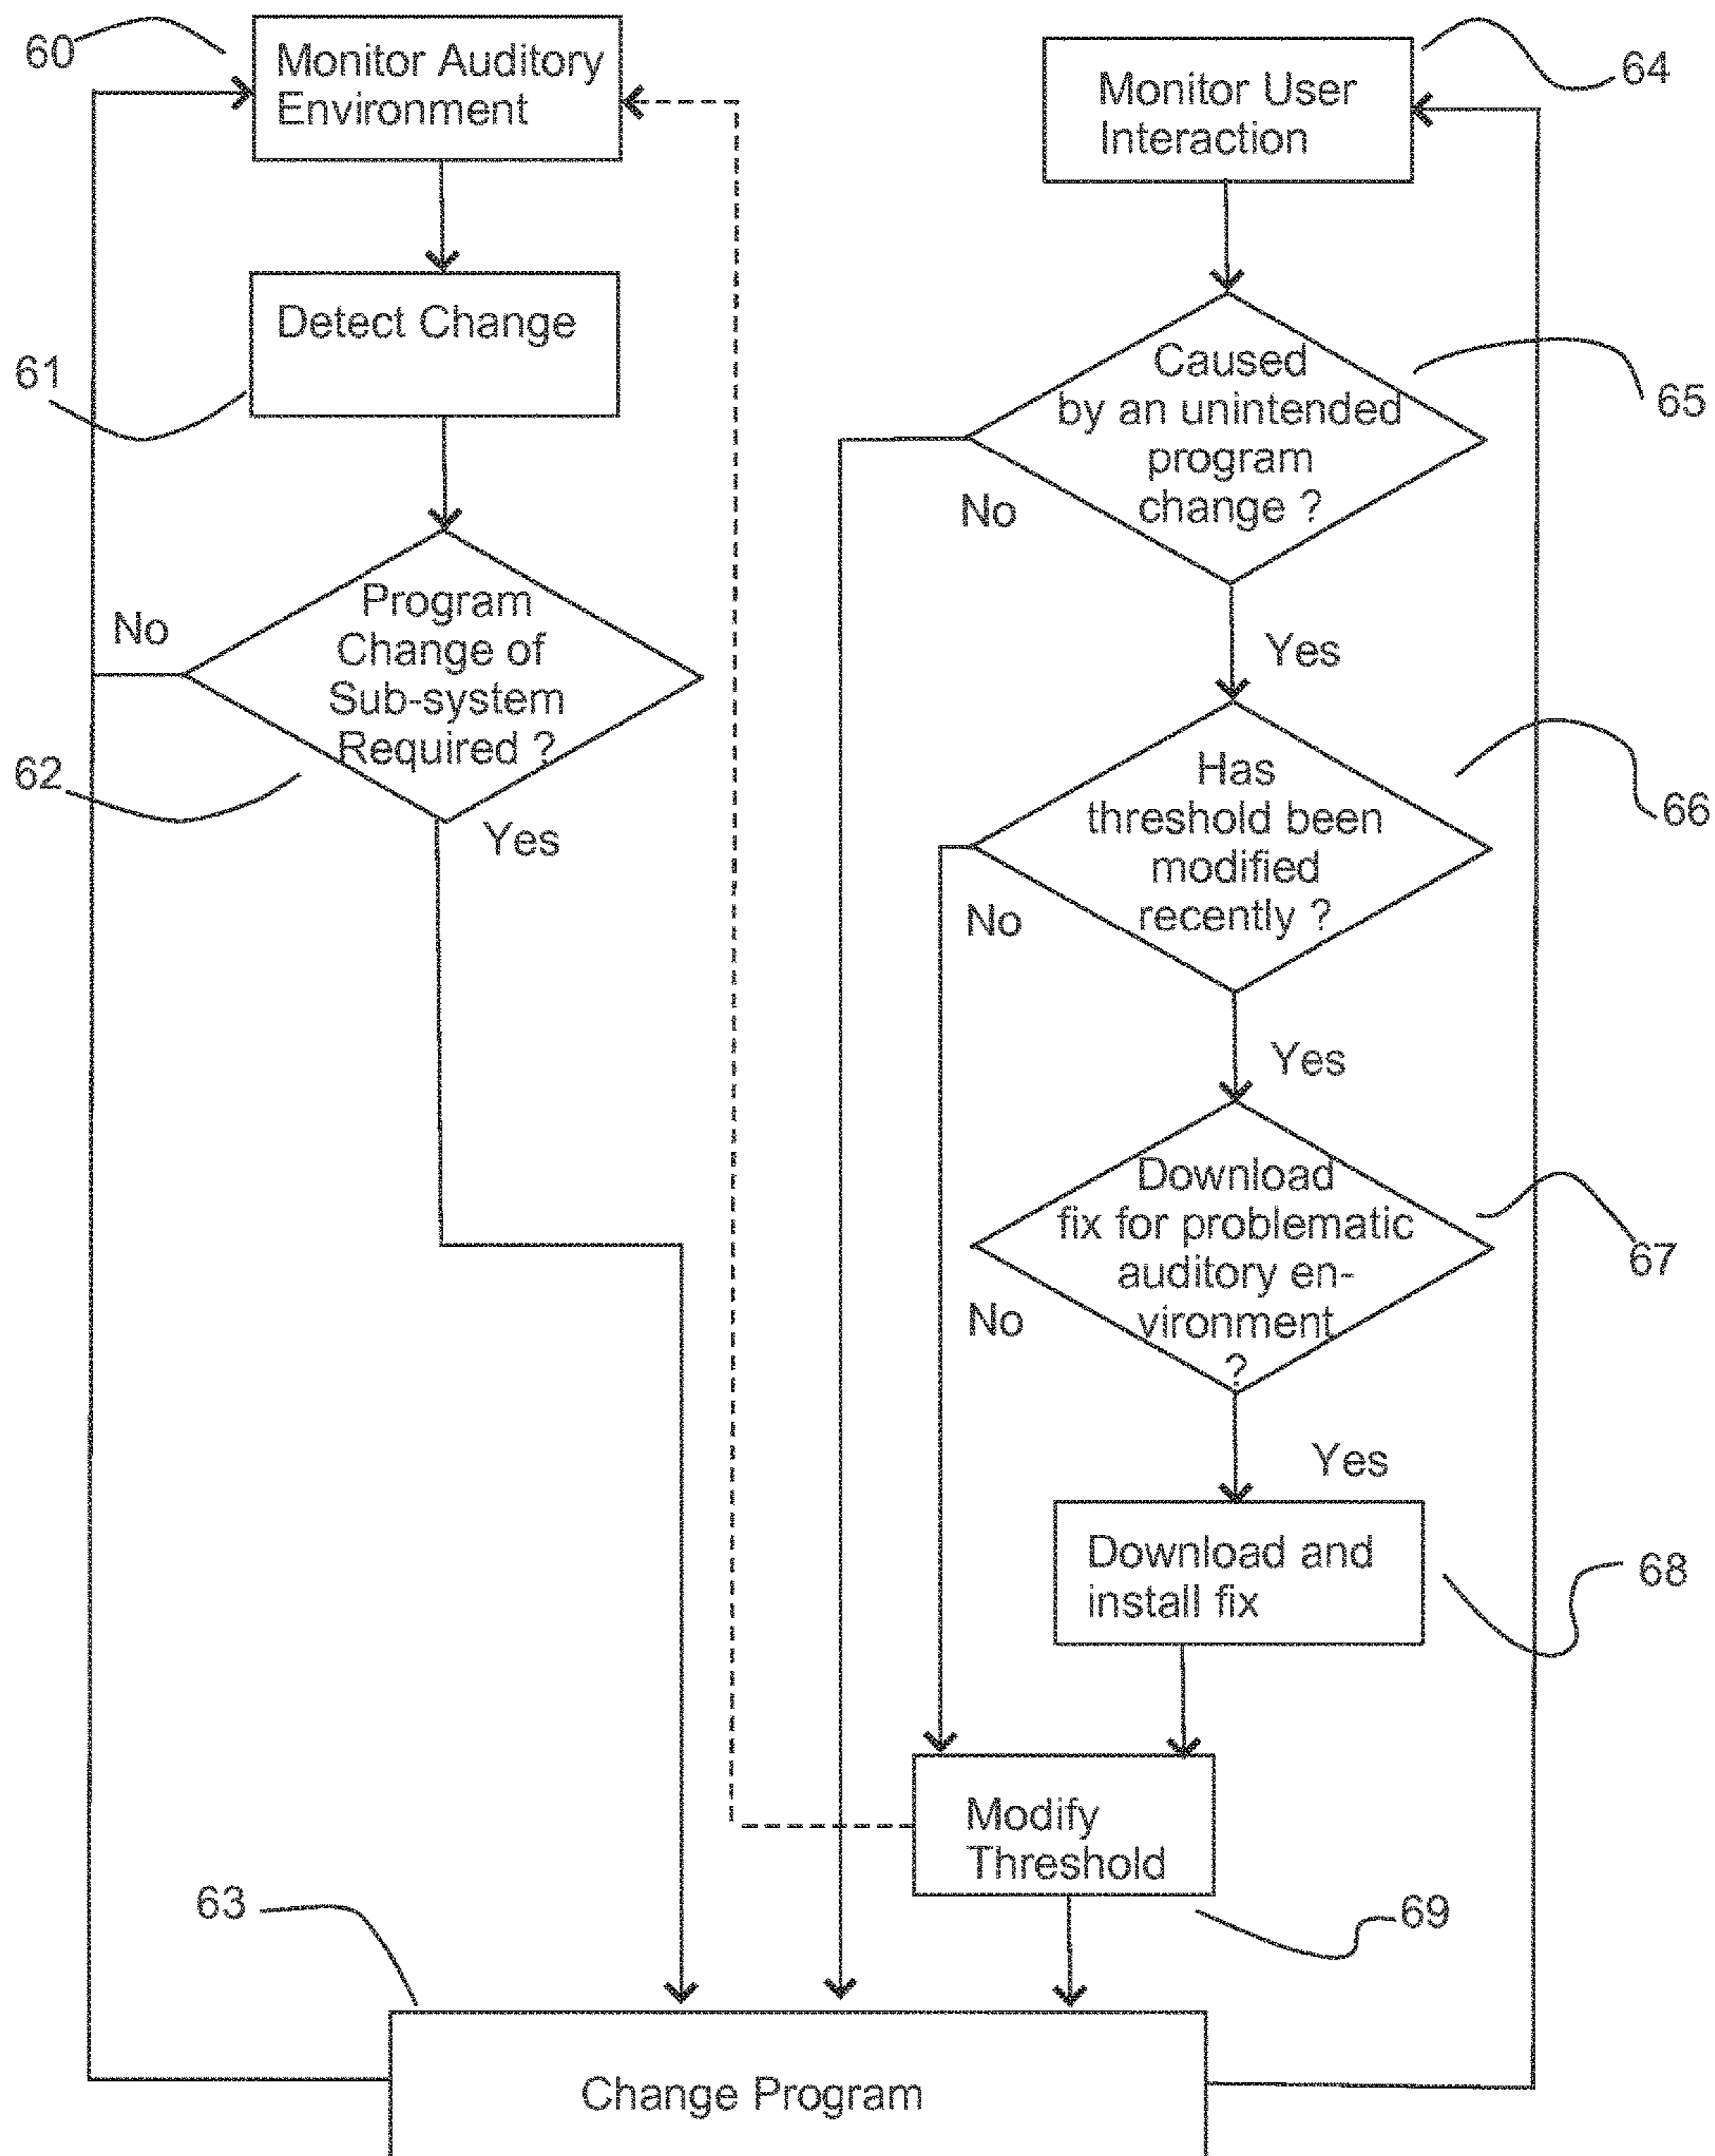 60
Monitor Auditory
Environment
61
Detect Change
No
Program
Change of
Sub-system
Required ?
62
Yes
64
Monitor User
Interaction
65
Caused
by an unintended
program
change ?
No
Yes
66
Has
threshold been
modified
recently ?
No
Yes
67
Download
fix for problematic
auditory en-
vironment
?
No
Yes
68
Download and
install fix
Modify
Threshold
69
63
Change Program